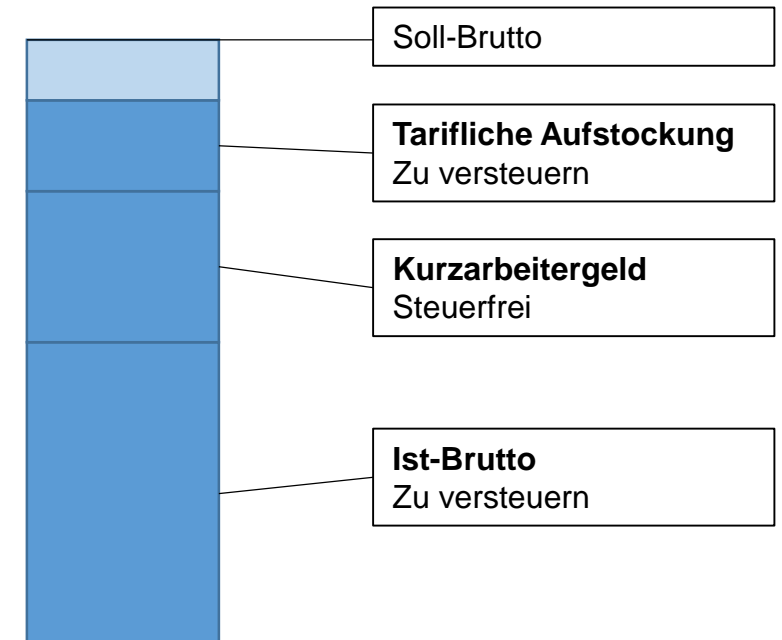 Soll-Brutto
Tarifliche Aufstockung
Zu versteuern
Kurzarbeitergeld
Steuerfrei
Ist-Brutto
Zu versteuern